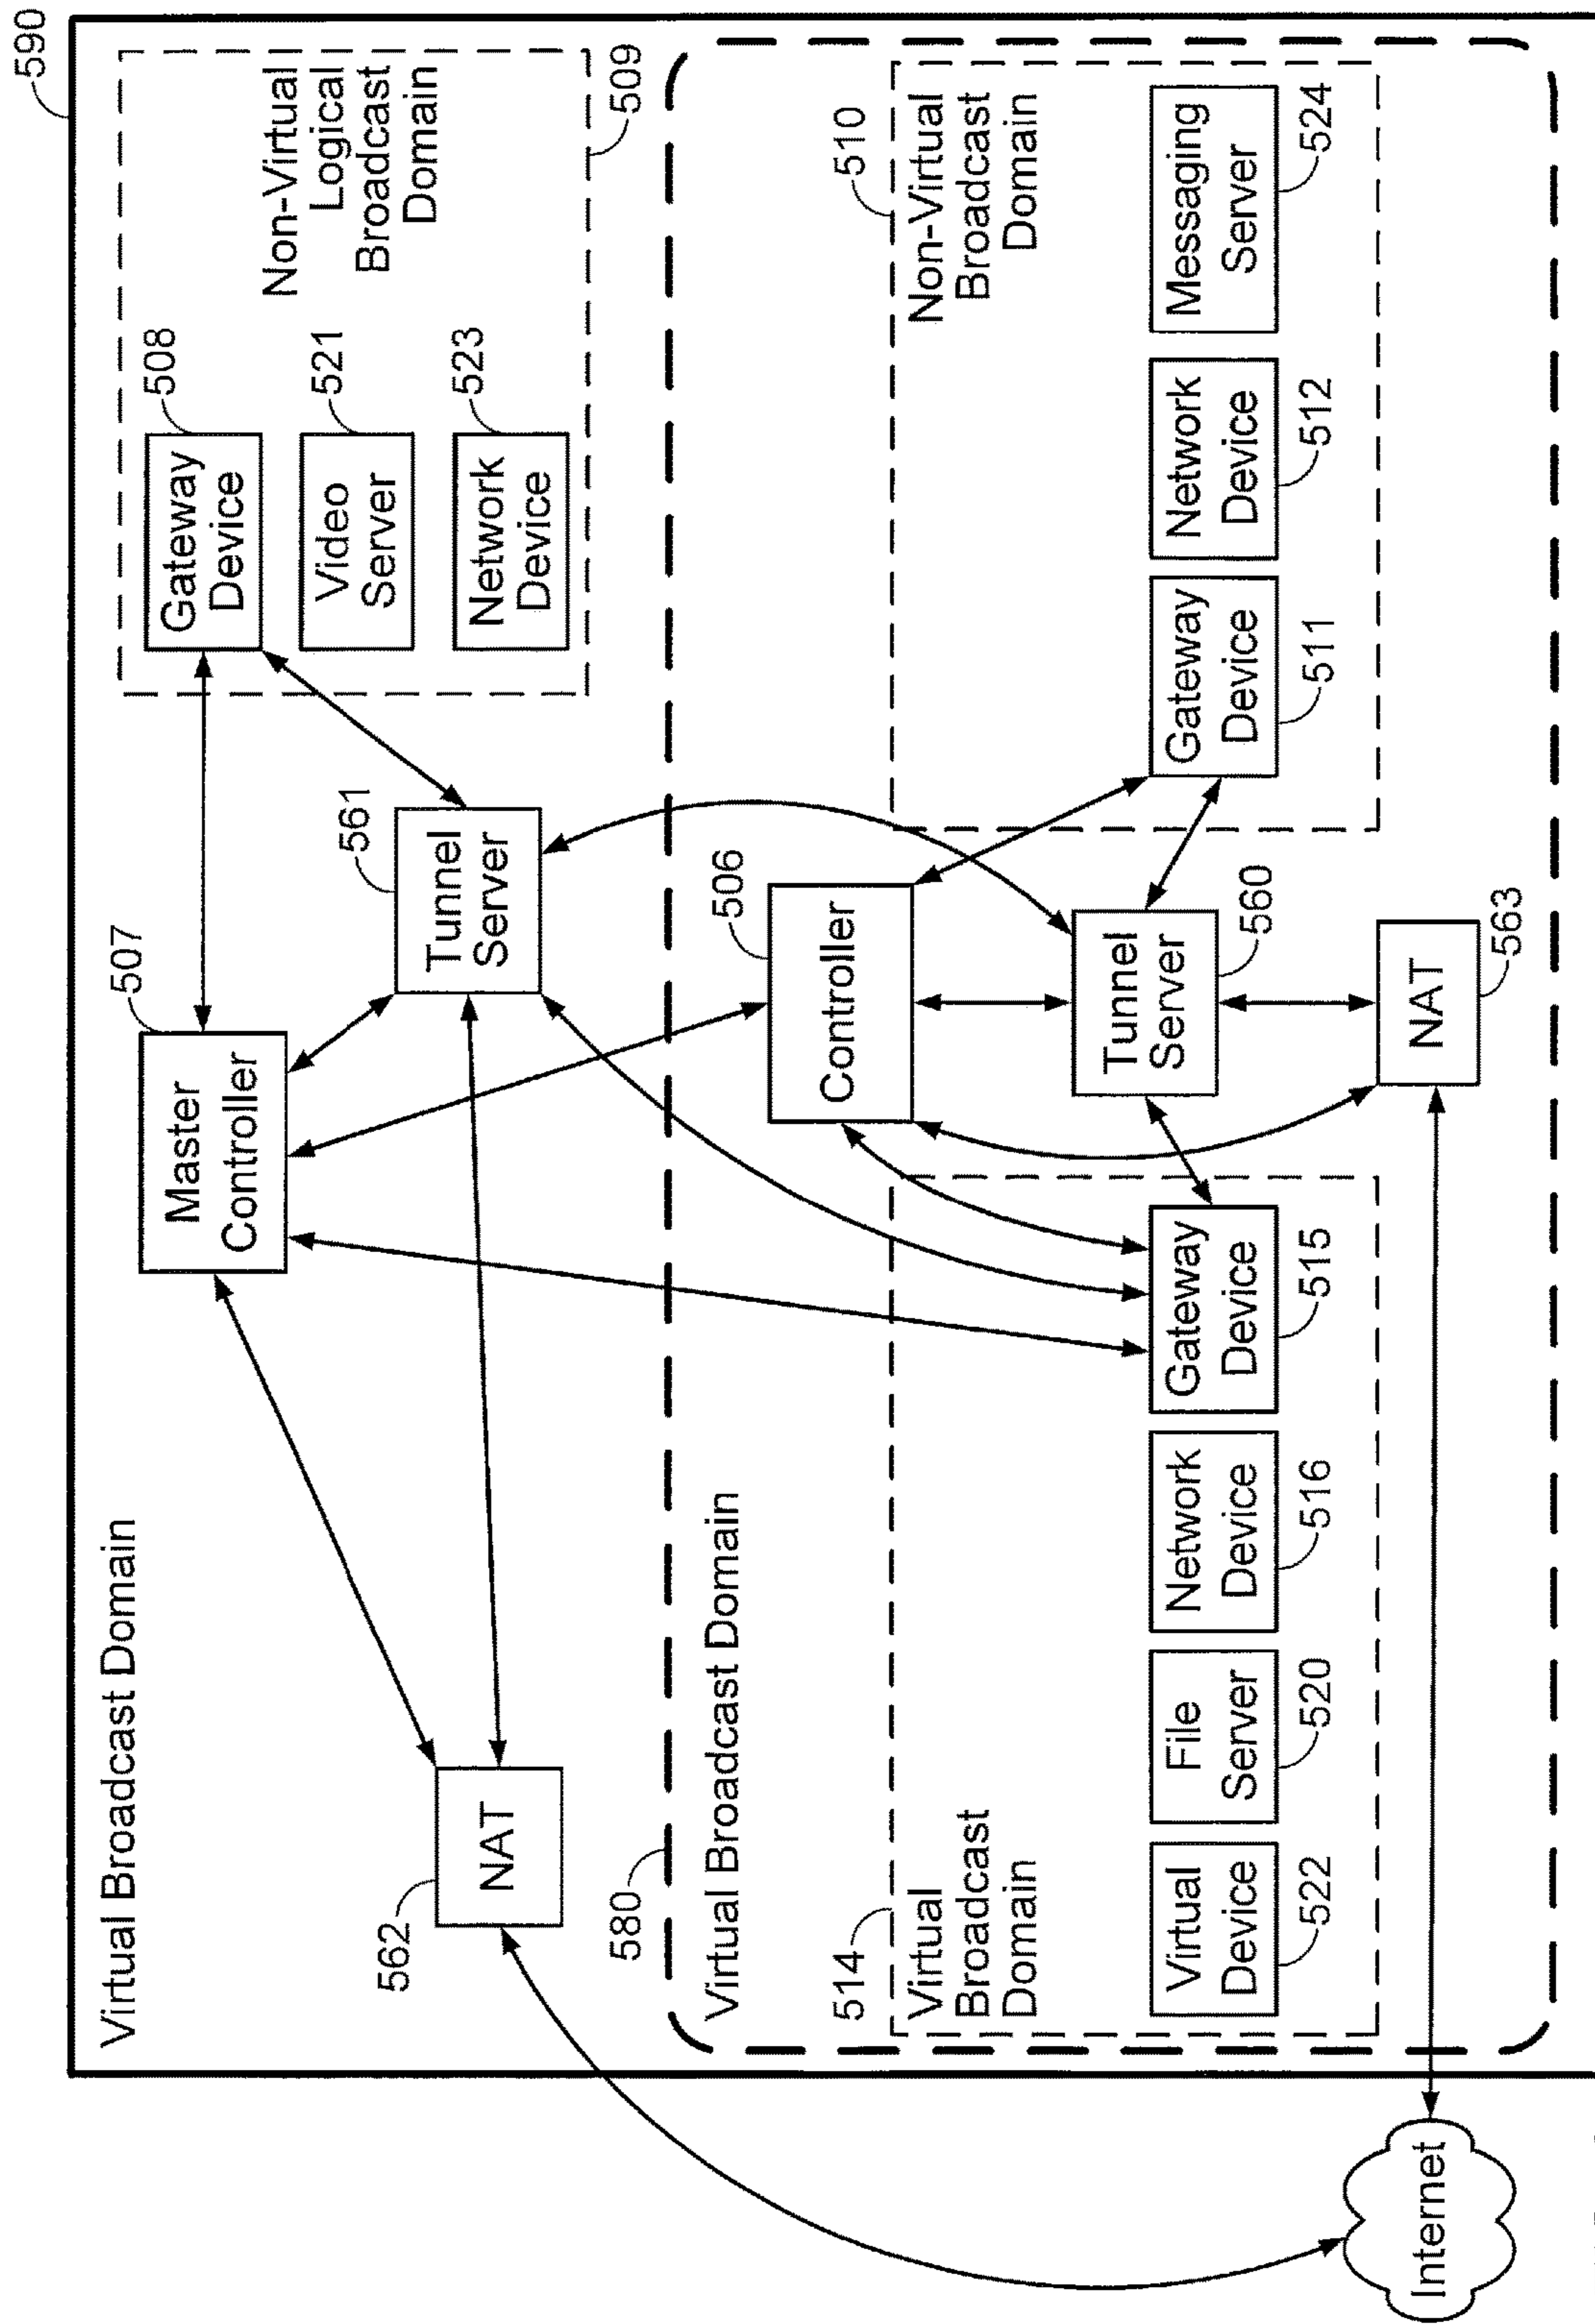 590
Virtual Broadcast Domain
507
Master
Controller
508
Gateway
Device
Non-Virtual
Logical
Broadcast
Domain
521
Video
Server
523
Network
Device
509
561
Tunnel
Server
562
NAT
580
Virtual Broadcast Domain
506
Controller
514
Virtual
Broadcast
Domain
510
Non-Virtual
Broadcast
Domain
Tunnel
Server
560
Virtual
Device
522
File
Server
520
Network
Device
516
Gateway
Device
515
Gateway
Device
511
Network
Device
512
Messaging
Server
524
NAT
563
Internet